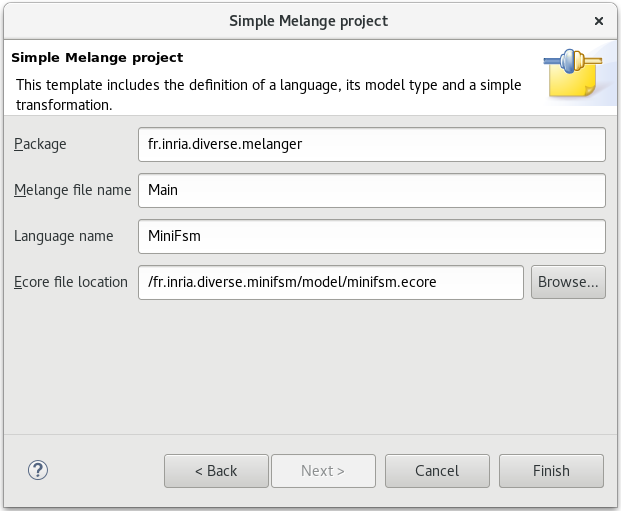 Simple Melange project ×
Simple Melange project
This template includes the definition of a language, its model type and a simple
transformation.
Package fr.inria.diverse.melanger
Melange file name Main
Language name MiniFsm
Ecore file location /fr.inria.diverse.minifsm/model/minifsm.ecore Browse...
? < Back Next > Cancel Finish